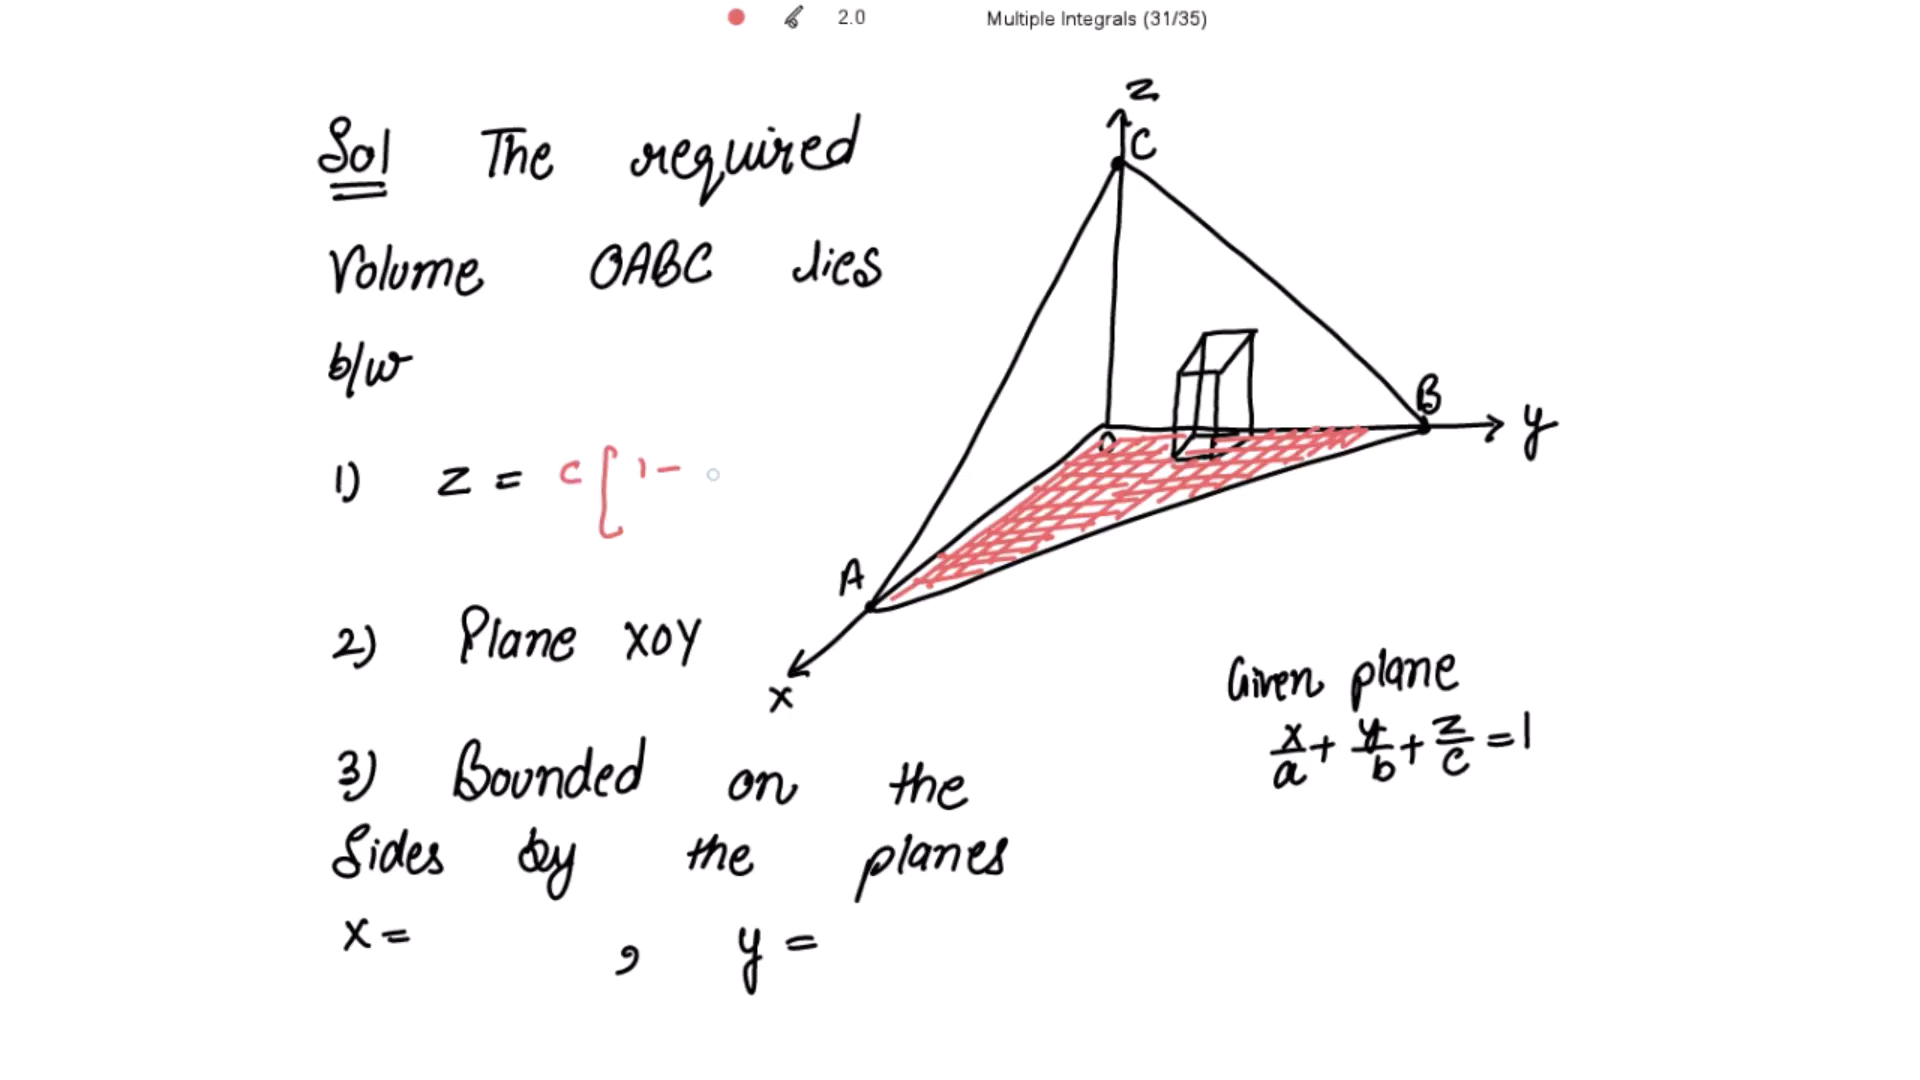 2.0 Multiple Integrals (31/35)
Sol The required
Volume OABC lies
b/w
1) z = c[1-
2) Plane XOY
3) Bounded on the
Sides by the planes
x= , y =
z
C
B
y
O
A
x
Given plane
x/a + y/b + z/c = 1